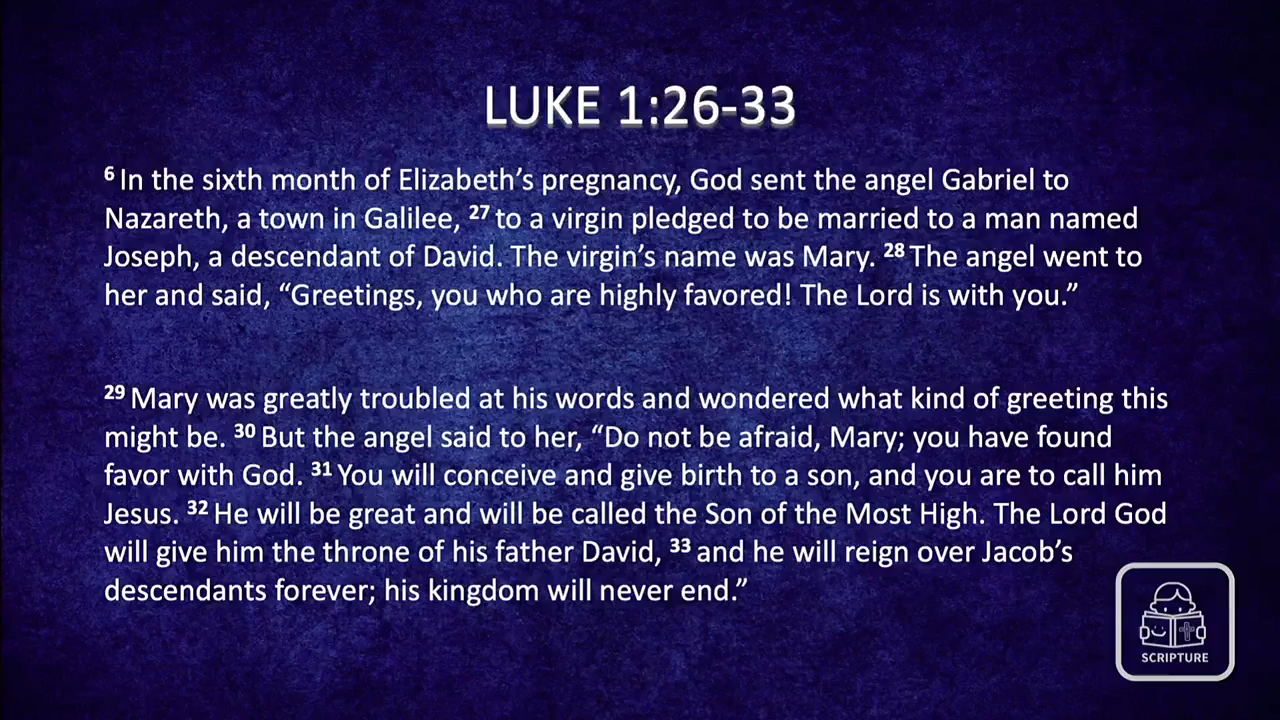 LUKE 1:26-33
6 In the sixth month of Elizabeth’s pregnancy, God sent the angel Gabriel to
Nazareth, a town in Galilee, 27 to a virgin pledged to be married to a man named
Joseph, a descendant of David. The virgin’s name was Mary. 28 The angel went to
her and said, “Greetings, you who are highly favored! The Lord is with you.”
29 Mary was greatly troubled at his words and wondered what kind of greeting this
might be. 30 But the angel said to her, “Do not be afraid, Mary; you have found
favor with God. 31 You will conceive and give birth to a son, and you are to call him
Jesus. 32 He will be great and will be called the Son of the Most High. The Lord God
will give him the throne of his father David, 33 and he will reign over Jacob’s
descendants forever; his kingdom will never end.”
SCRIPTURE